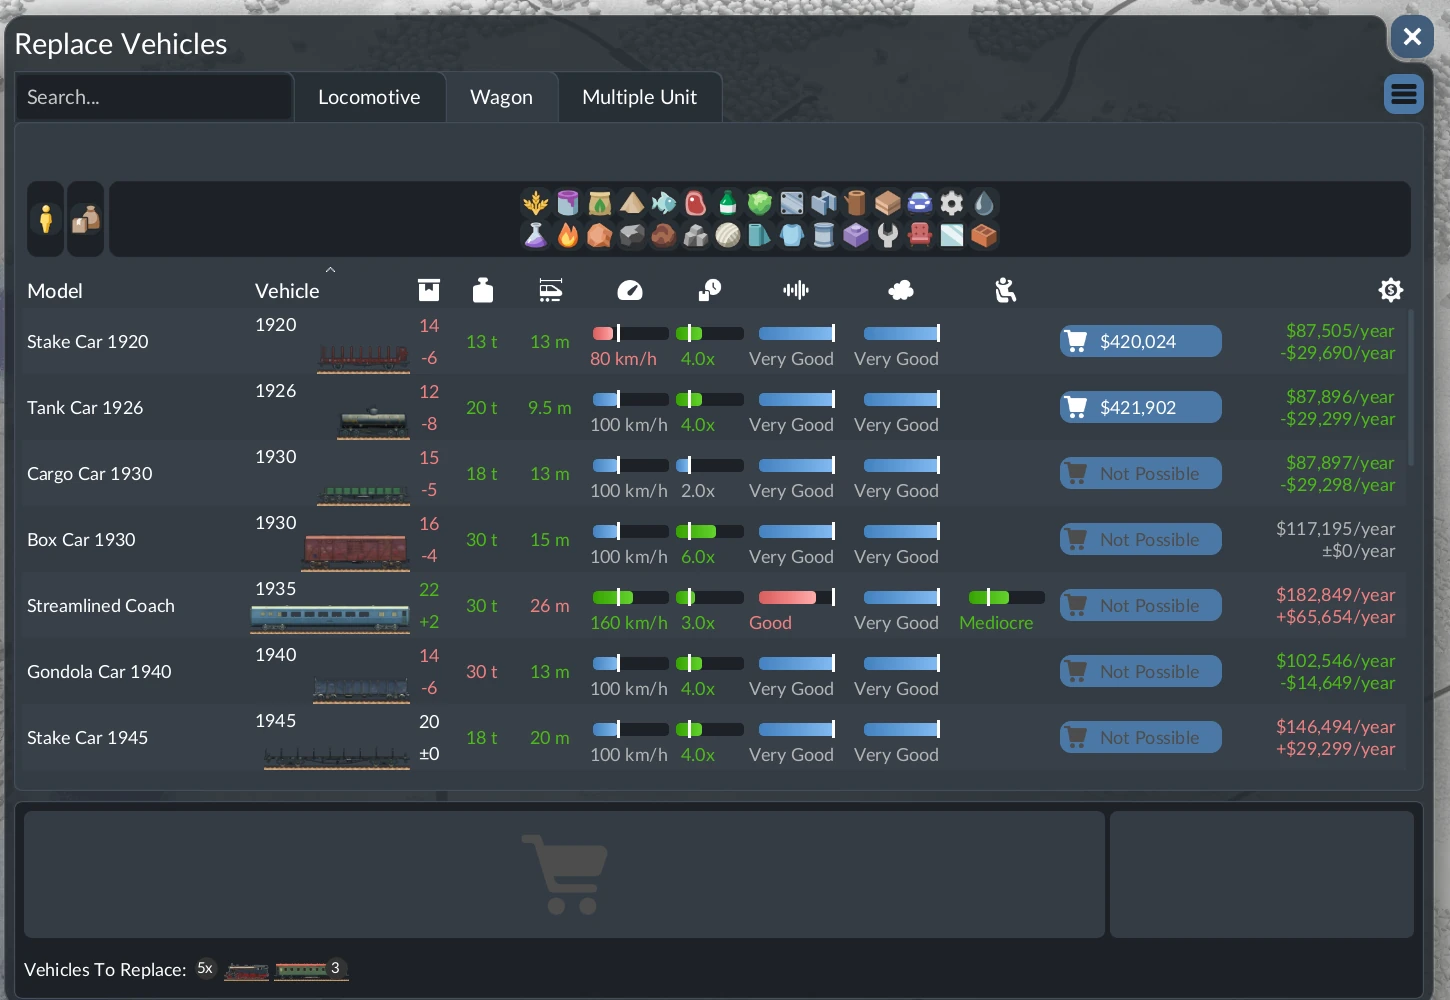 Replace Vehicles
Search...
Locomotive
Wagon
Multiple Unit
Model
Vehicle
Stake Car 1920
1920
14
-6
13 t
13 m
80 km/h
4.0x
Very Good
Very Good
$420,024
$87,505/year
-$29,690/year
Tank Car 1926
1926
12
-8
20 t
9.5 m
100 km/h
4.0x
Very Good
Very Good
$421,902
$87,896/year
-$29,299/year
Cargo Car 1930
1930
15
-5
18 t
13 m
100 km/h
2.0x
Very Good
Very Good
Not Possible
$87,897/year
-$29,298/year
Box Car 1930
1930
16
-4
30 t
15 m
100 km/h
6.0x
Very Good
Very Good
Not Possible
$117,195/year
±$0/year
Streamlined Coach
1935
22
+2
30 t
26 m
160 km/h
3.0x
Good
Very Good
Mediocre
Not Possible
$182,849/year
+$65,654/year
Gondola Car 1940
1940
14
-6
30 t
13 m
100 km/h
4.0x
Very Good
Very Good
Not Possible
$102,546/year
-$14,649/year
Stake Car 1945
1945
20
±0
18 t
20 m
100 km/h
4.0x
Very Good
Very Good
Not Possible
$146,494/year
+$29,299/year
Vehicles To Replace: 5x 3